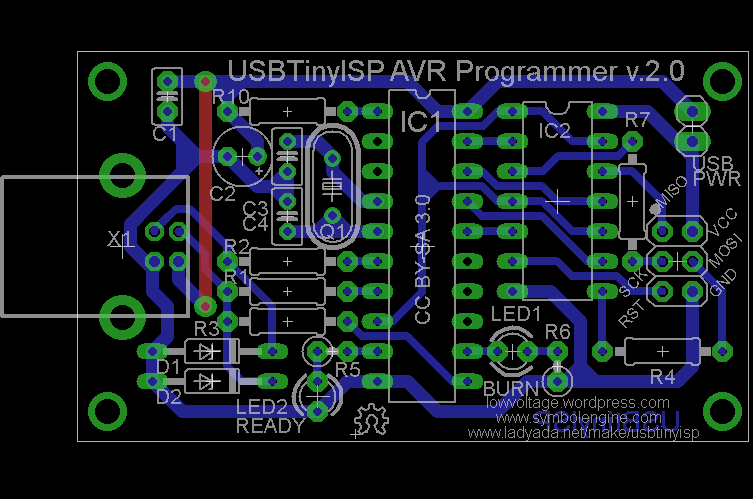 USBTinyISP AVR Programmer v.2.0
R10
C1
IC1
IC2
R7
USB
PWR
MISO
C2
C3
C4
Q1
VCC
MOSI
GND
SCK
RST
X1
R2
R1
CC BY-SA 3.0
LED1
R3
R6
D1
D2
R5
R4
BURN
LED2
READY
lowvoltage.wordpress.com
www.symbolengine.com
www.ladyada.net/make/usbtinyisp